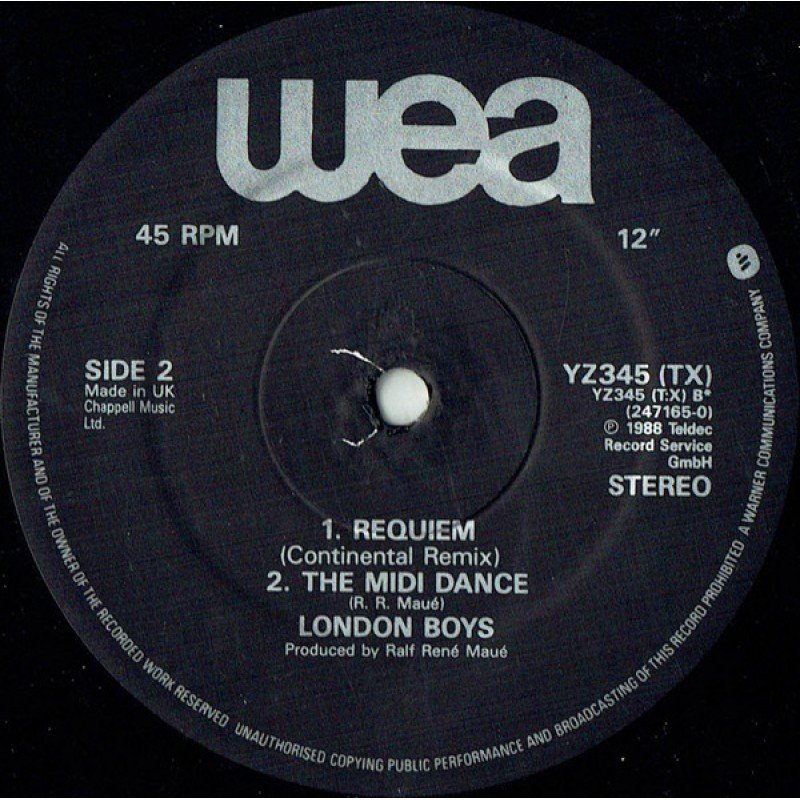 wea
45 RPM
12″
SIDE 2
Made in UK
Chappell Music
Ltd.
YZ345 (TX)
YZ345 (T:X) B*
(247165-0)
℗ 1988 Teldec
Record Service
GmbH
STEREO
1. REQUIEM
(Continental Remix)
2. THE MIDI DANCE
(R. R. Maué)
LONDON BOYS
Produced by Ralf René Maué
ALL RIGHTS OF THE MANUFACTURER AND OF THE OWNER OF THE RECORDED WORK RESERVED UNAUTHORISED COPYING PUBLIC PERFORMANCE AND BROADCASTING OF THIS RECORD PROHIBITED A WARNER COMMUNICATIONS COMPANY